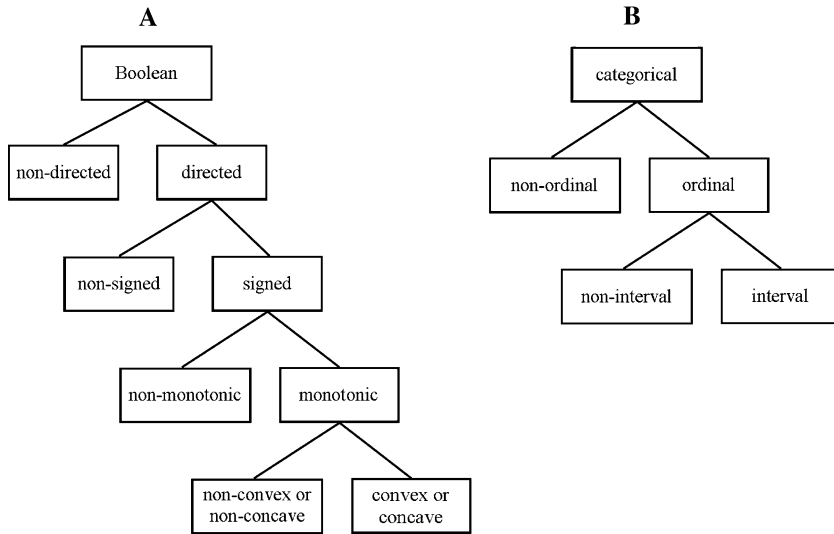 A
Boolean
non-directed
directed
non-signed
signed
non-monotonic
monotonic
non-convex or
non-concave
convex or
concave
B
categorical
non-ordinal
ordinal
non-interval
interval